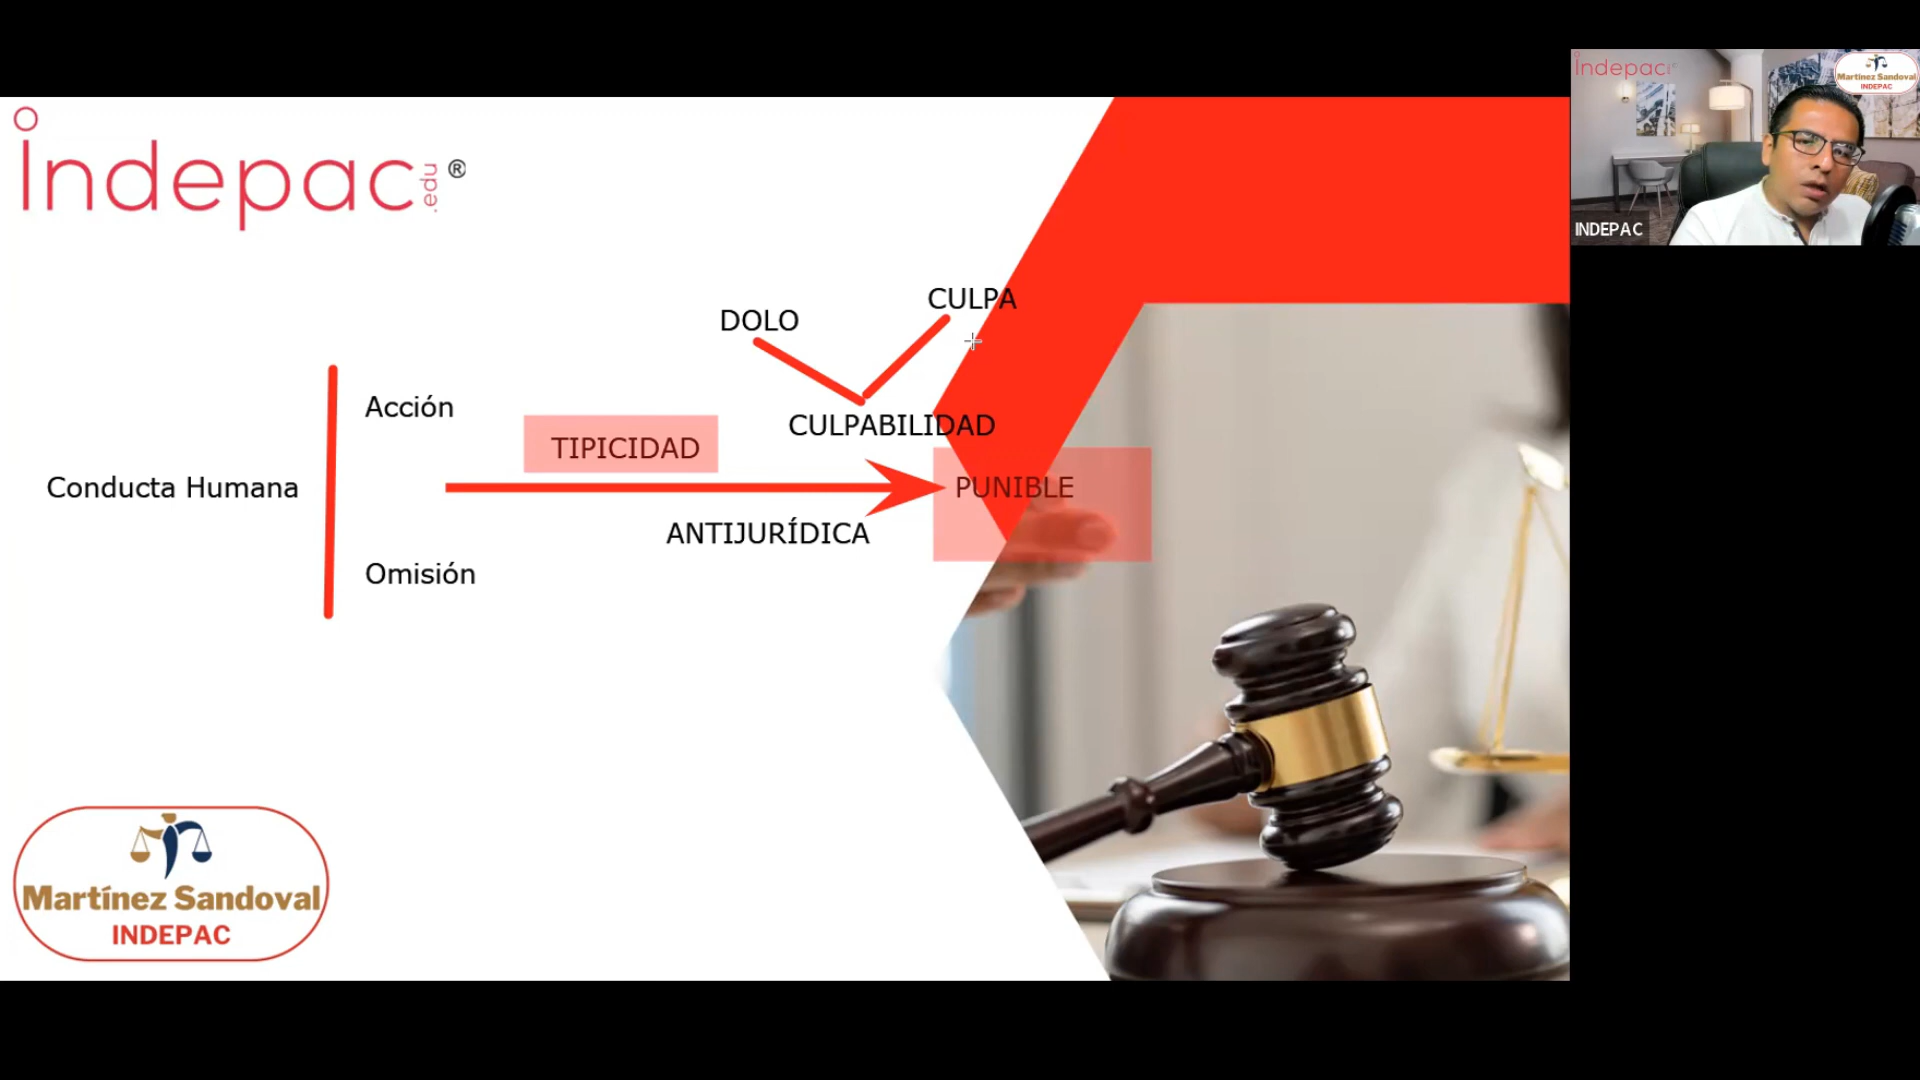 indepac
.edu
®
CULPA
DOLO
Acción
CULPABILIDAD
TIPICIDAD
Conducta Humana
PUNIBLE
ANTIJURÍDICA
Omisión
Martínez Sandoval
INDEPAC
indepac
Martínez Sandoval
INDEPAC
INDEPAC